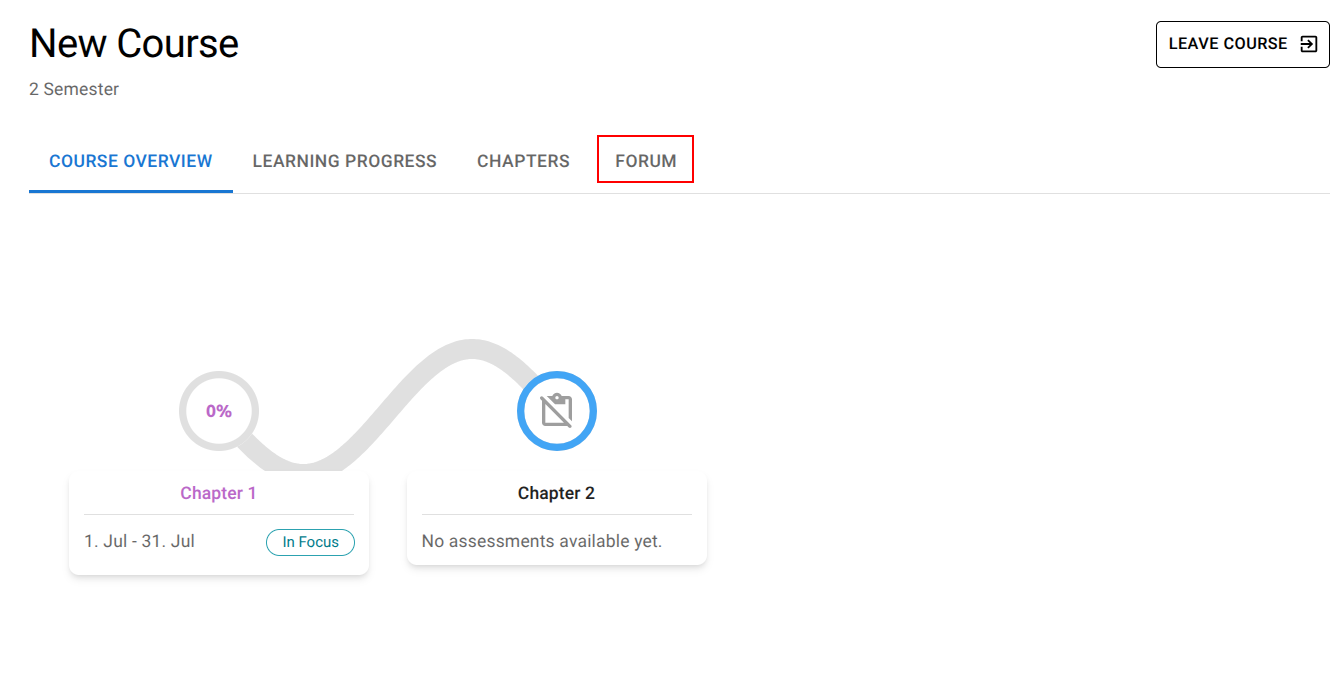 New Course
LEAVE COURSE
2 Semester
COURSE OVERVIEW LEARNING PROGRESS CHAPTERS FORUM
0%
Chapter 1
Chapter 2
1. Jul - 31. Jul
In Focus
No assessments available yet.